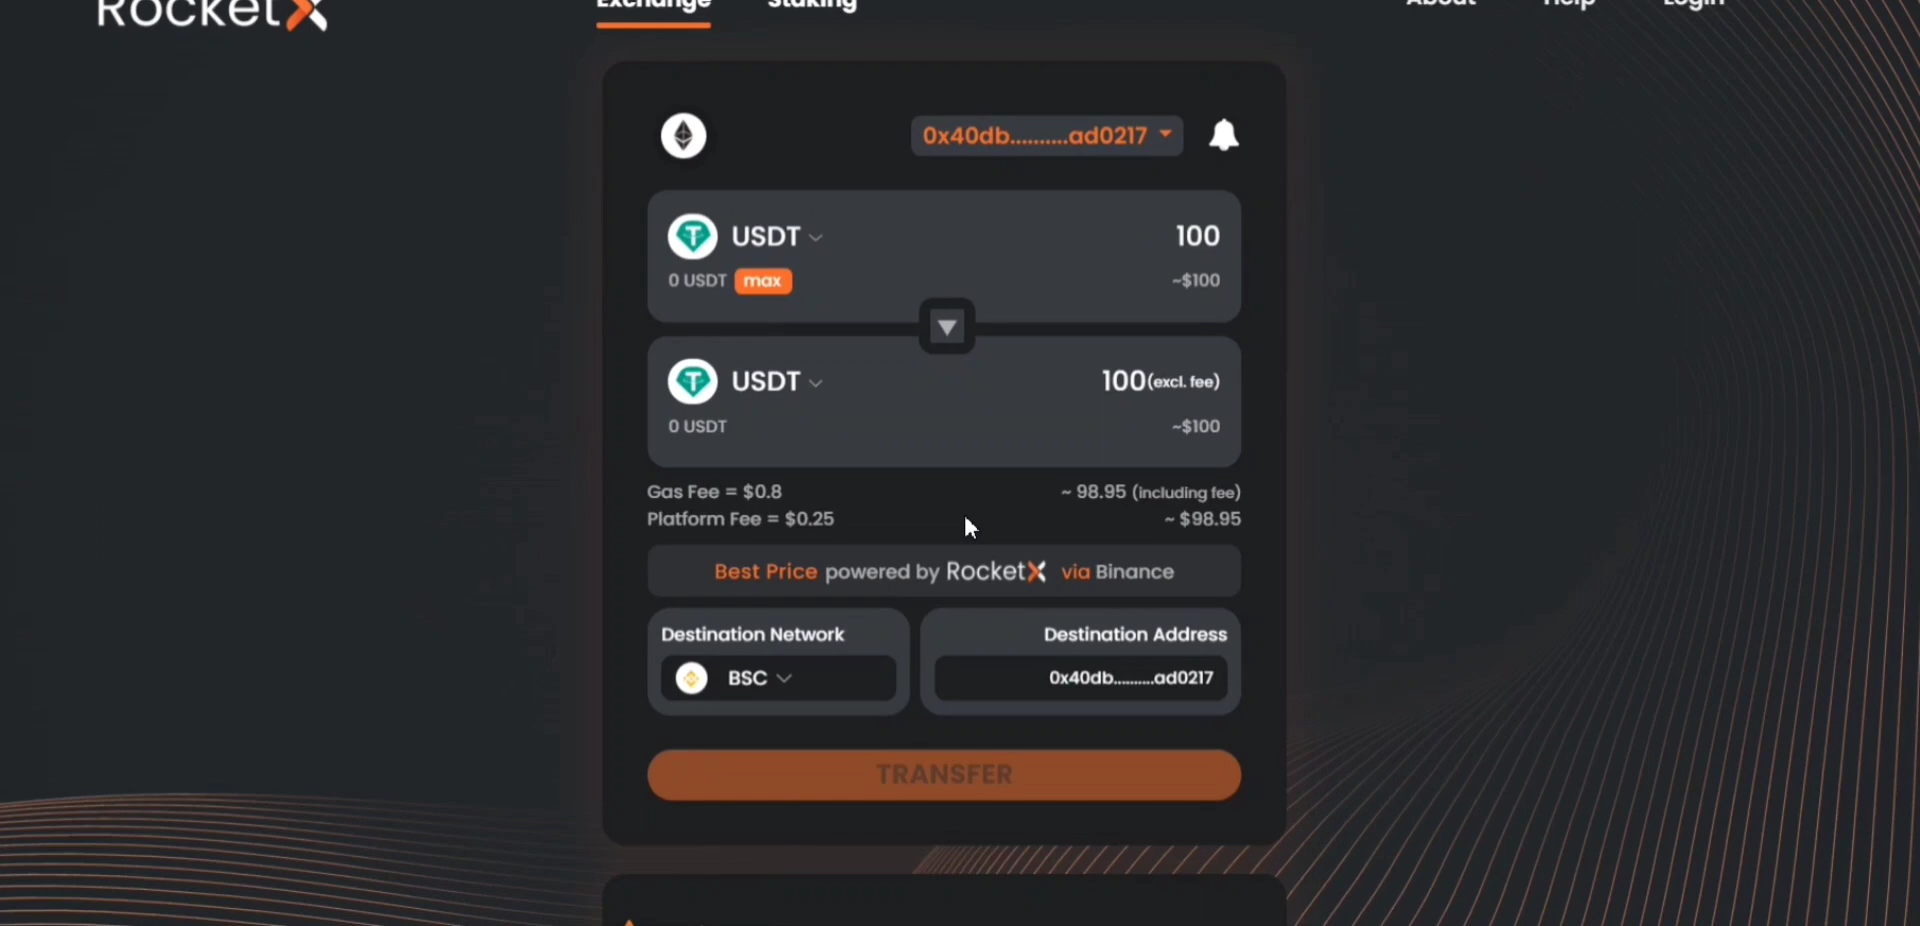 RocketX
Exchange
Staking
About
Help
Login
0x40db..........ad0217
USDT
100
0 USDT
max
~$100
USDT
100(excl. fee)
0 USDT
~$100
Gas Fee = $0.8
~ 98.95 (including fee)
Platform Fee = $0.25
~ $98.95
Best Price powered by RocketX via Binance
Destination Network
Destination Address
BSC
0x40db..........ad0217
TRANSFER